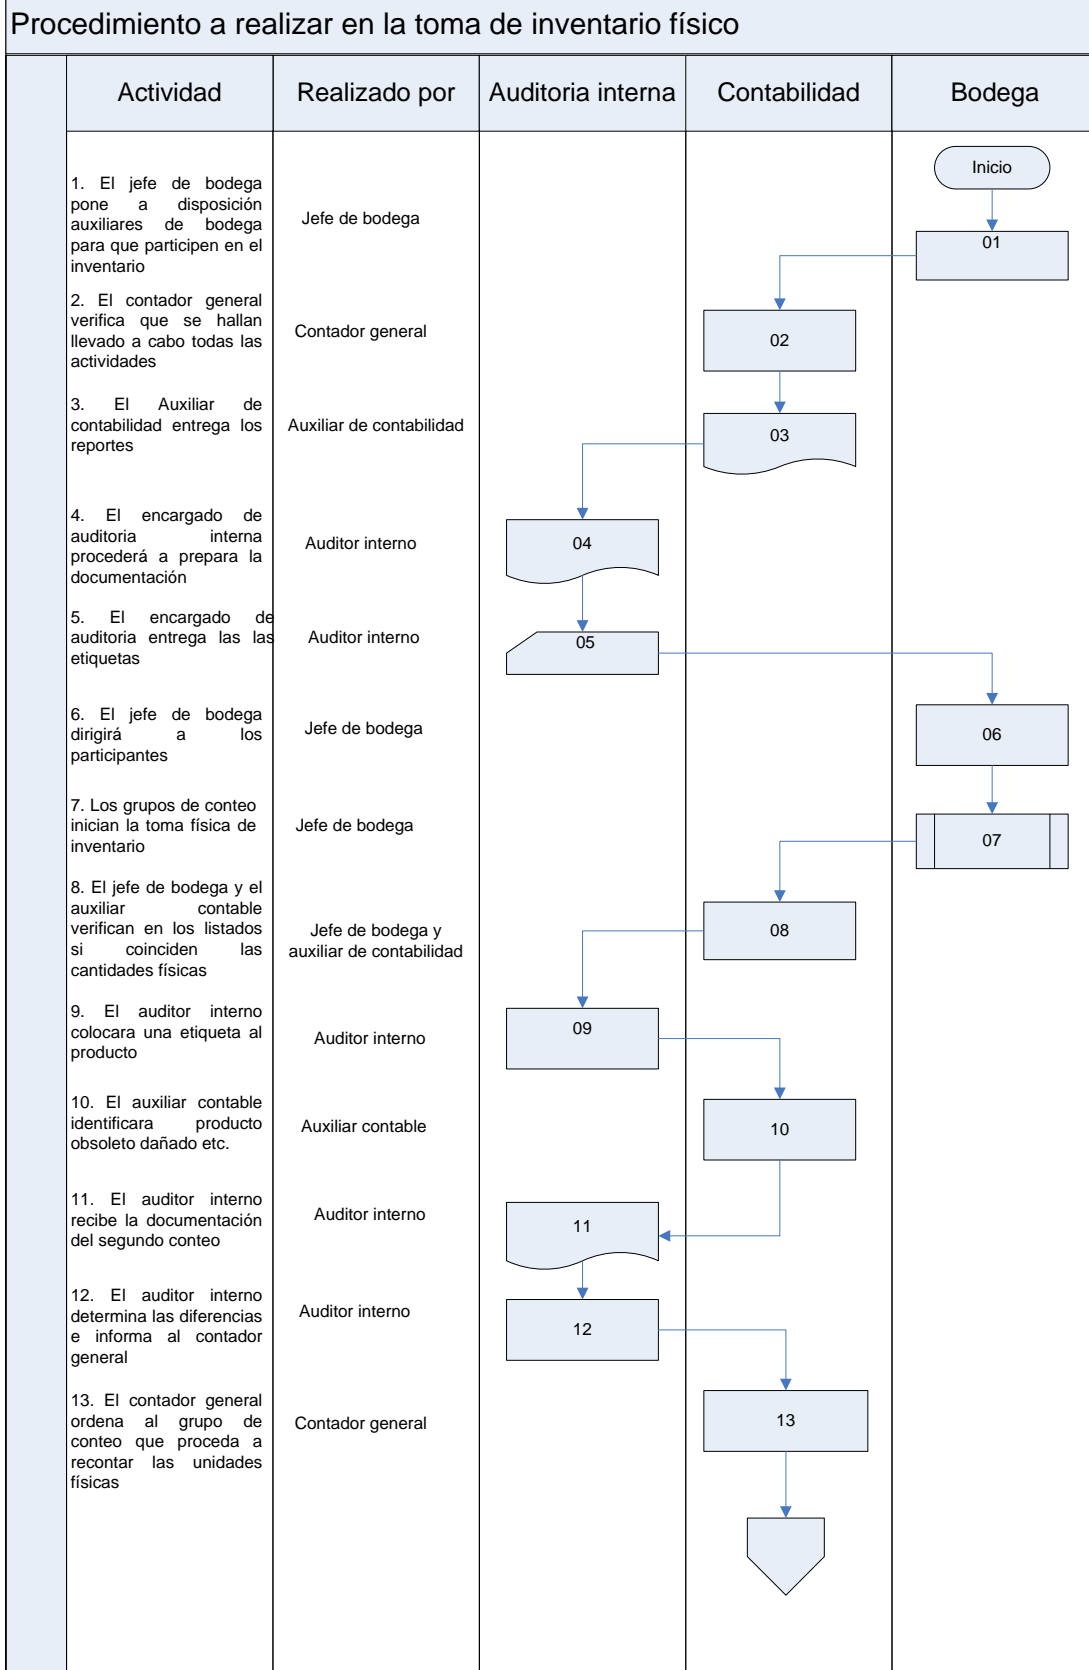 Procedimiento a realizar en la toma de inventario físico
Actividad
Realizado por
Auditoria interna
Contabilidad
Bodega
Inicio
1. El jefe de bodega
pone a disposición
auxiliares de bodega
para que participen en el
inventario
Jefe de bodega
01
2. El contador general
verifica que se hallan
llevado a cabo todas las
actividades
Contador general
02
3. El Auxiliar de
contabilidad entrega los
reportes
Auxiliar de contabilidad
03
4. El encargado de
auditoria interna
procederá a prepara la
documentación
Auditor interno
04
5. El encargado de
auditoria entrega las las
etiquetas
Auditor interno
05
6. El jefe de bodega
dirigirá a los
participantes
Jefe de bodega
06
7. Los grupos de conteo
inician la toma física de
inventario
Jefe de bodega
07
8. El jefe de bodega y el
auxiliar contable
verifican en los listados
si coinciden las
cantidades físicas
Jefe de bodega y
auxiliar de contabilidad
08
9. El auditor interno
colocara una etiqueta al
producto
Auditor interno
09
10. El auxiliar contable
identificara producto
obsoleto dañado etc.
Auxiliar contable
10
11. El auditor interno
recibe la documentación
del segundo conteo
Auditor interno
11
12. El auditor interno
determina las diferencias
e informa al contador
general
Auditor interno
12
13. El contador general
ordena al grupo de
conteo que proceda a
recontar las unidades
físicas
Contador general
13